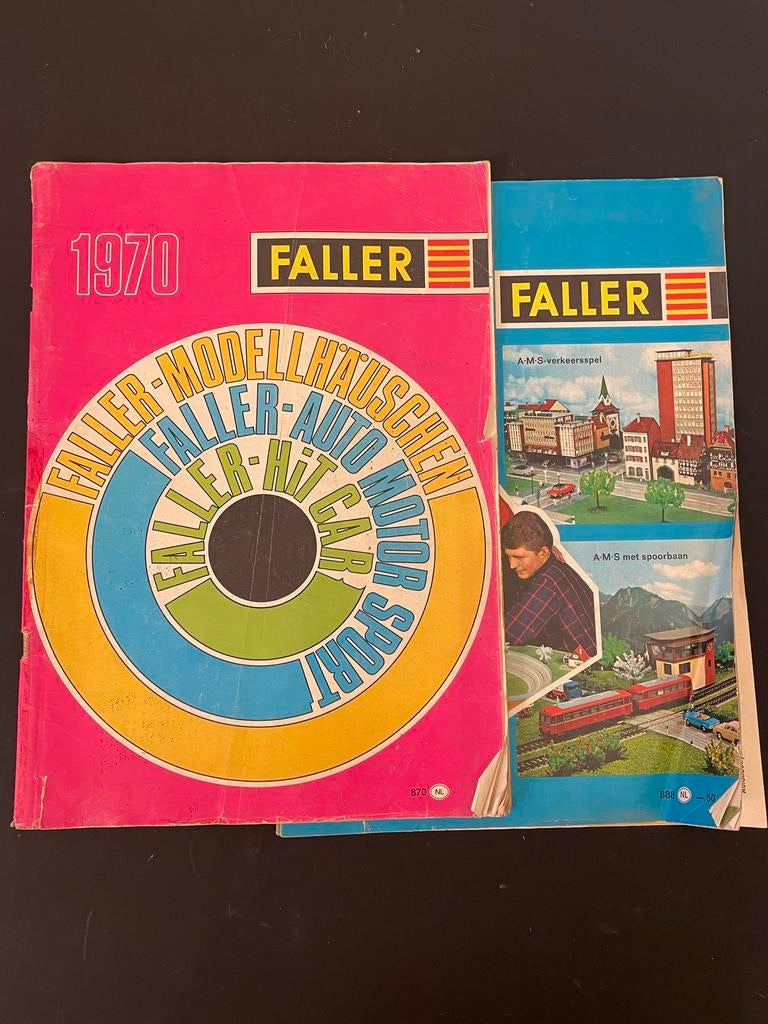 1970
FALLER
FALLER-MODELLHÄUSCHEN
FALLER-AUTO MOTOR SPORT
FALLER-HiT CAR
870 NL
FALLER
A·M·S-verkeersspel
A·M·S met spoorbaan
888 NL —.50